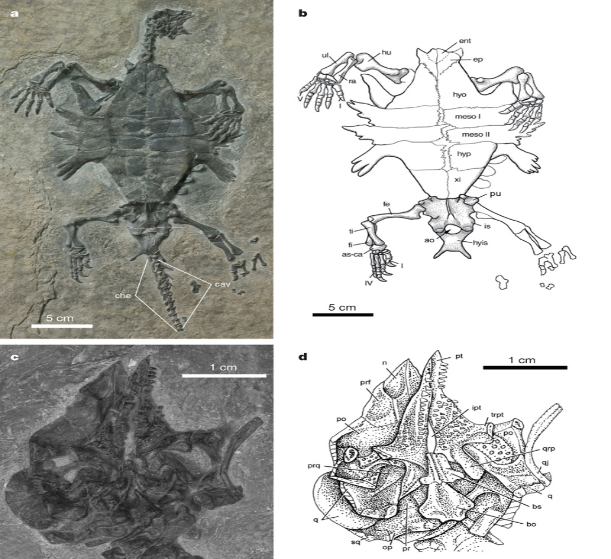 a
che
cav
5 cm
b
ent
ep
ul
hu
ra
V
I
hyo
meso I
meso II
hyp
xi
pu
fe
ti
fi
as-ca
is
ao
hyis
I
IV
5 cm
c
1 cm
d
1 cm
n
pt
prf
po
ipt
trpt
po
qrp
prq
qj
q
q
bs
bo
sq
op
pr